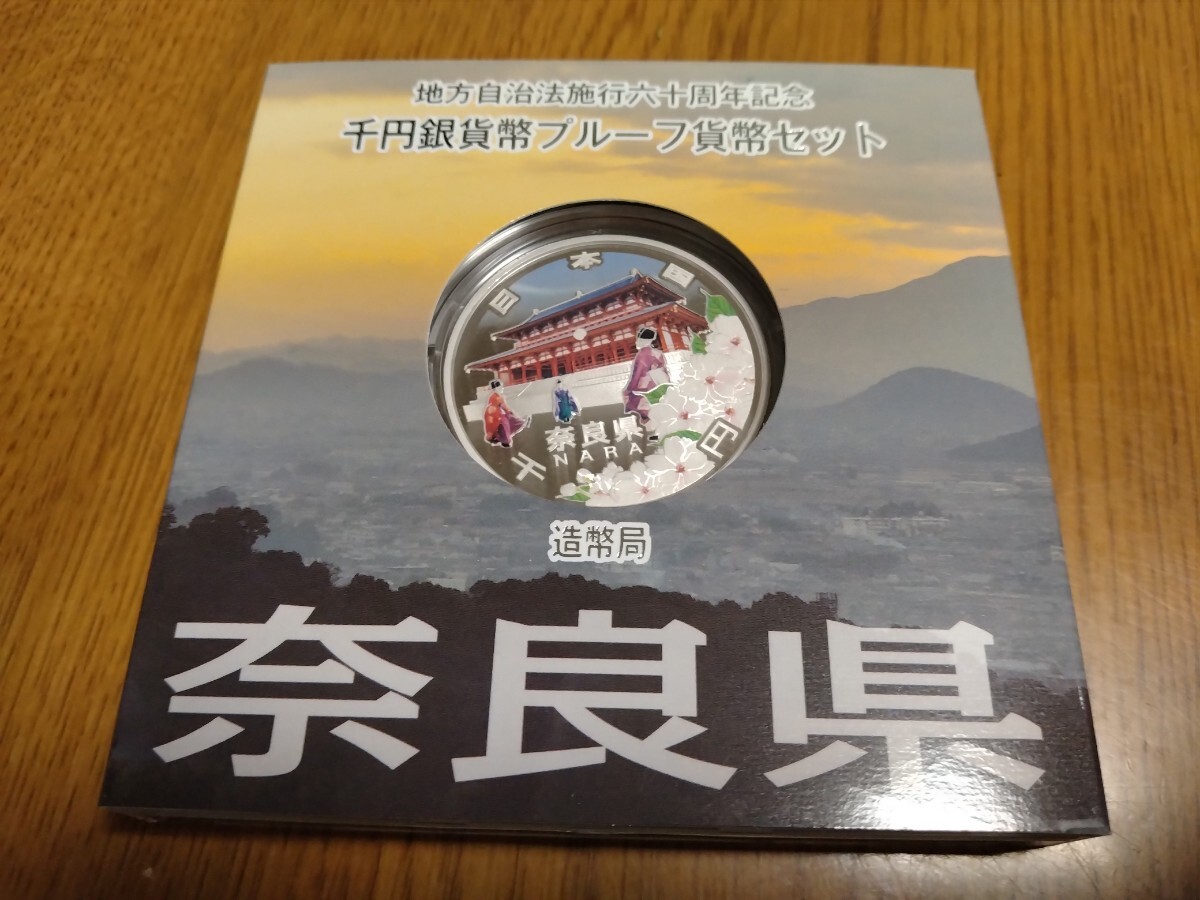 地方自治法施行六十周年記念
千円銀貨幣プルーフ貨幣セット
日本国
奈良県
NARA
千円
造幣局
奈良県